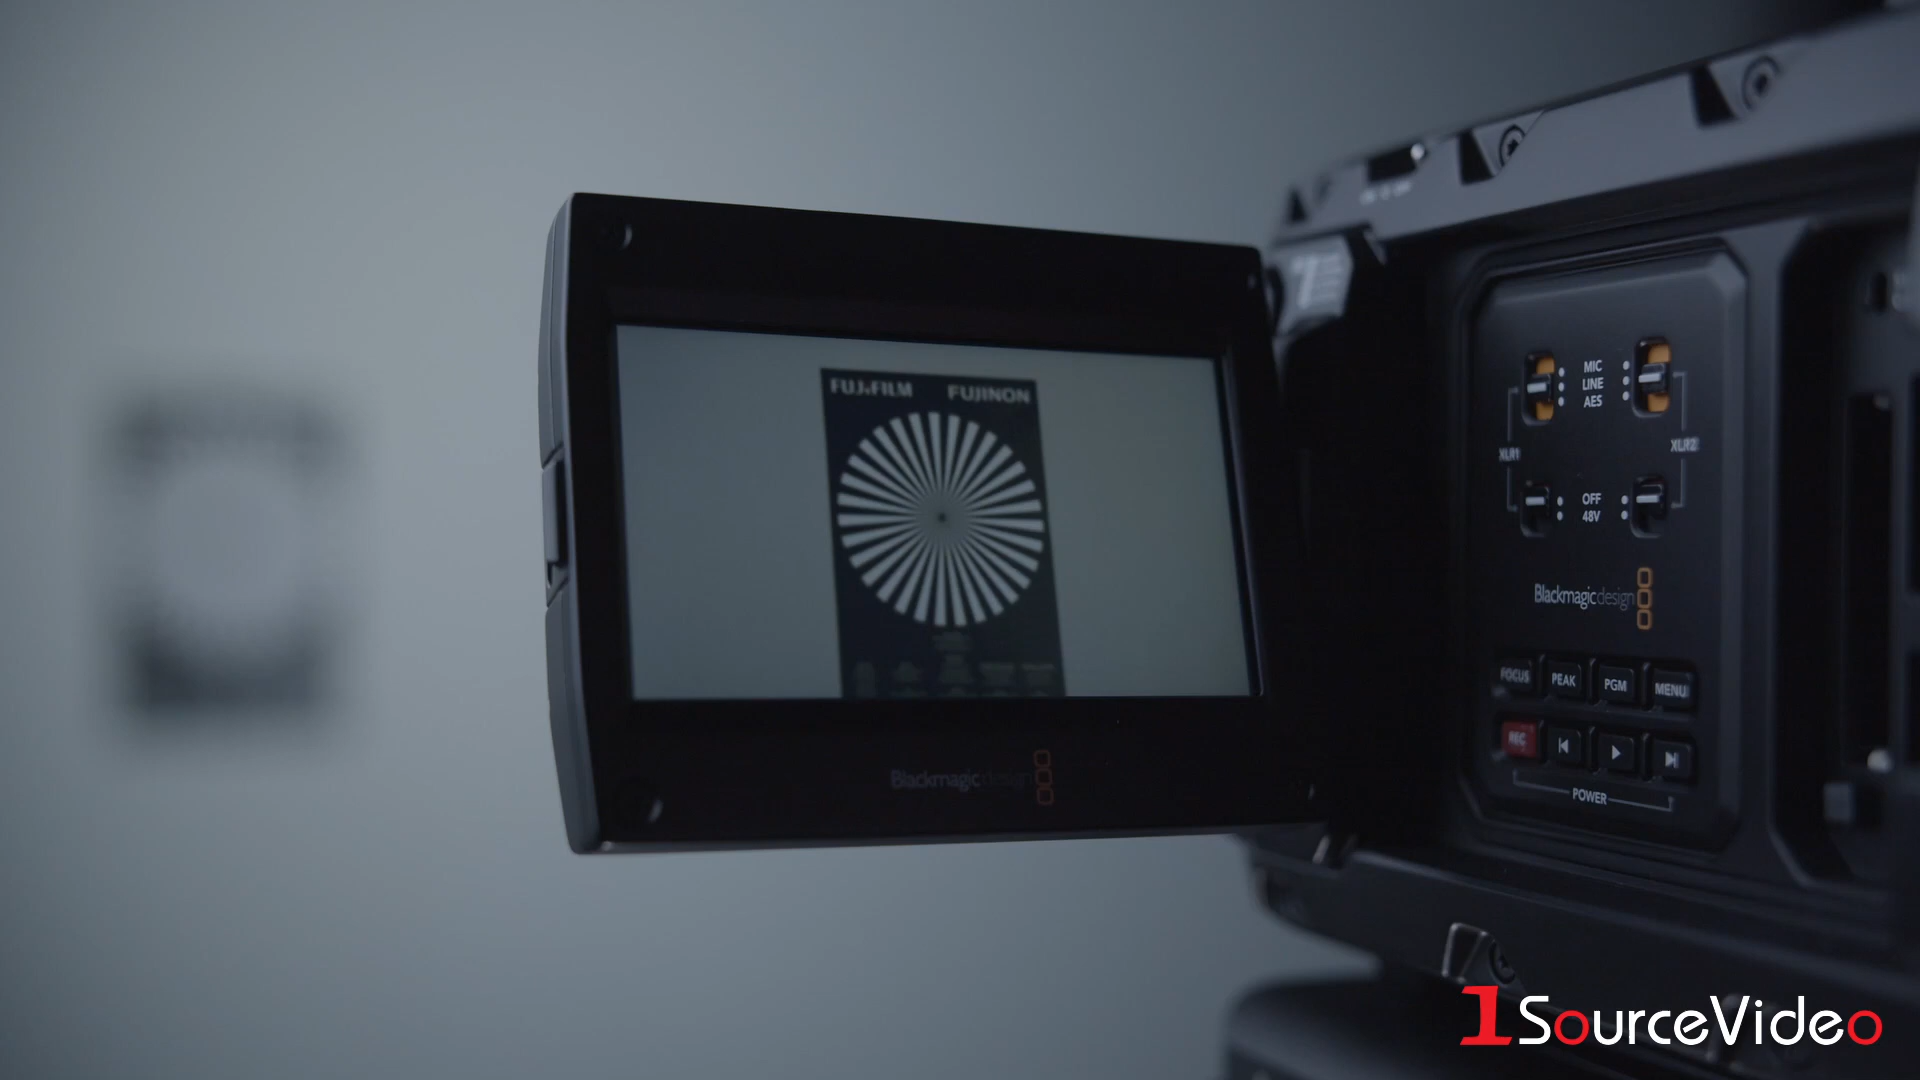 FUJIFILM FUJINON
Blackmagicdesign
MIC
LINE
AES
XLR1
XLR2
OFF
48V
Blackmagicdesign
FOCUS PEAK PGM MENU
REC
POWER
1SourceVideo